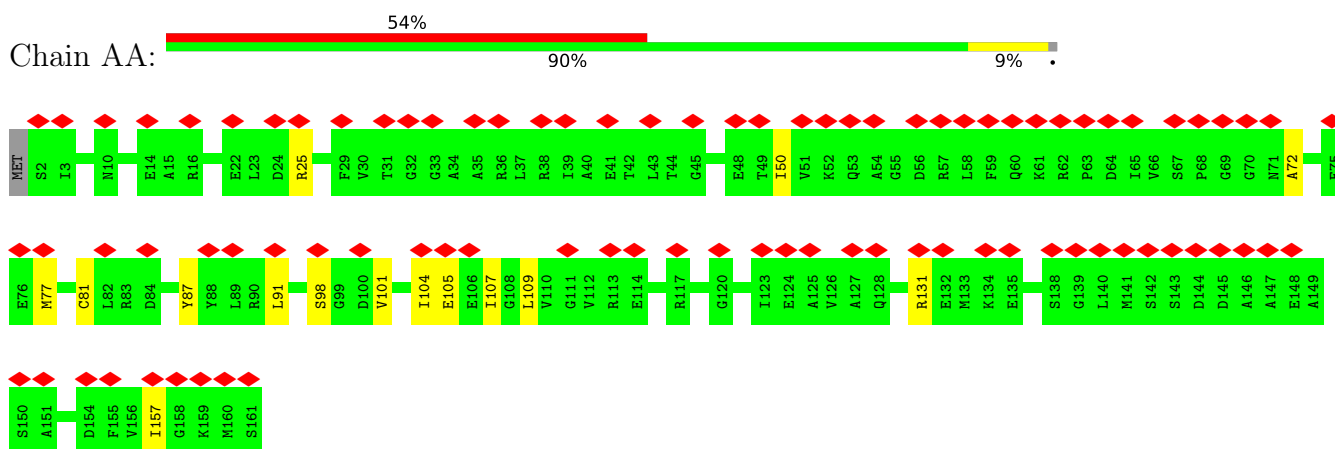 54%
Chain AA:
90% 9% •
MET S2 I3 N10 E14 A15 R16 E22 L23 D24 R25 F29 V30 T31 G32 G33 A34 A35 R36 L37 R38 I39 A40 E41 T42 L43 T44 G45 E48 T49 I50 V51 K52 Q53 A54 G55 D56 R57 L58 F59 Q60 K61 R62 P63 D64 I65 V66 S67 P68 G69 G70 N71 A72 E75
E76 M77 C81 L82 R83 D84 Y87 Y88 L89 R90 L91 S98 G99 D100 V101 I104 E105 E106 I107 G108 L109 V110 G111 V112 R113 E114 R117 G120 I123 E124 A125 V126 A127 Q128 R131 E132 M133 K134 E135 S138 G139 L140 M141 S142 S143 D144 D145 A146 A147 E148 A149
S150 A151 D154 F155 V156 I157 G158 K159 M160 S161